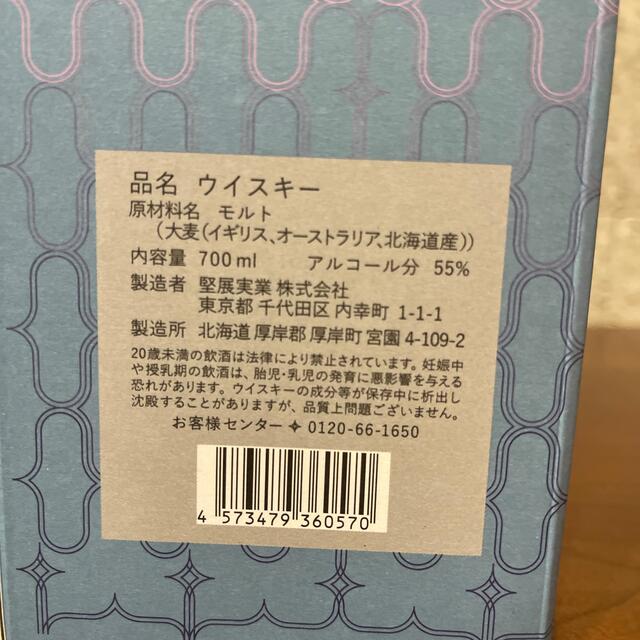 品名 ウイスキー
原材料名 モルト
(大麦(イギリス、オーストラリア、北海道産))
内容量 700ml アルコール分 55%
製造者 堅展実業 株式会社
東京都 千代田区 内幸町 1-1-1
製造所 北海道 厚岸郡 厚岸町 宮園 4-109-2
20歳未満の飲酒は法律により禁止されています。妊娠中
や授乳期の飲酒は、胎児・乳児の発育に悪影響を与える
恐れがあります。ウイスキーの成分等が保存中に析出し
沈殿することがありますが、品質上問題ございません。
お客様センター✦0120-66-1650
4 573479 360570